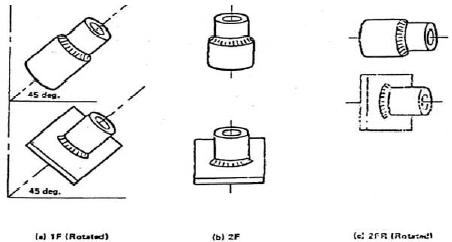 45 deg.
45 deg.
(a) 1F (Rotated)
(b) 2F
(c) 2FR (Rotated)